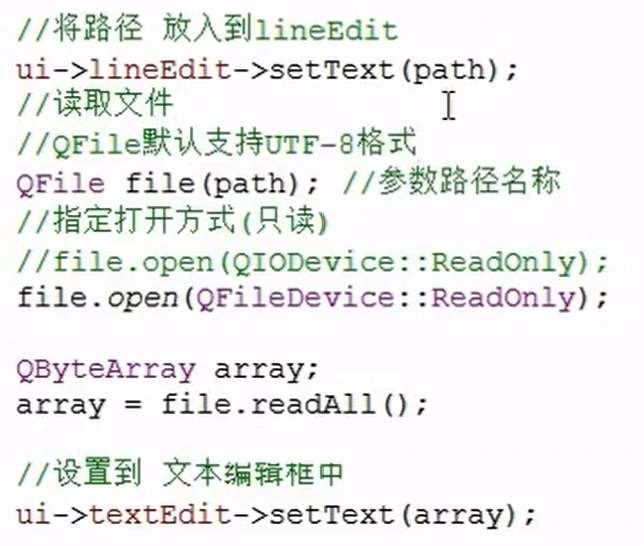 //将路径 放入到lineEdit
ui->lineEdit->setText(path);
//读取文件
//QFile默认支持UTF-8格式
QFile file(path); //参数路径名称
//指定打开方式(只读)
//file.open(QIODevice::ReadOnly);
file.open(QFileDevice::ReadOnly);
QByteArray array;
array = file.readAll();
//设置到 文本编辑框中
ui->textEdit->setText(array);